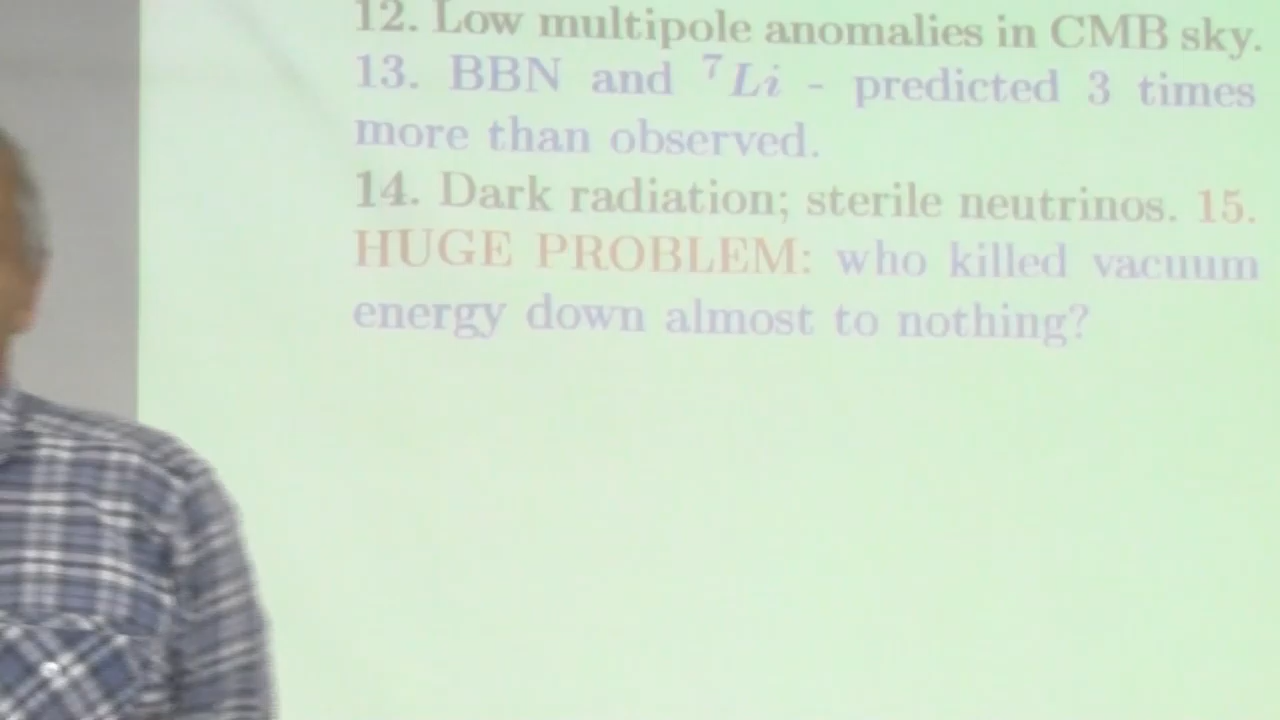 12. Low multipole anomalies in CMB sky.
13. BBN and ⁷Li - predicted 3 times
more than observed.
14. Dark radiation; sterile neutrinos. 15.
HUGE PROBLEM: who killed vacuum
energy down almost to nothing?